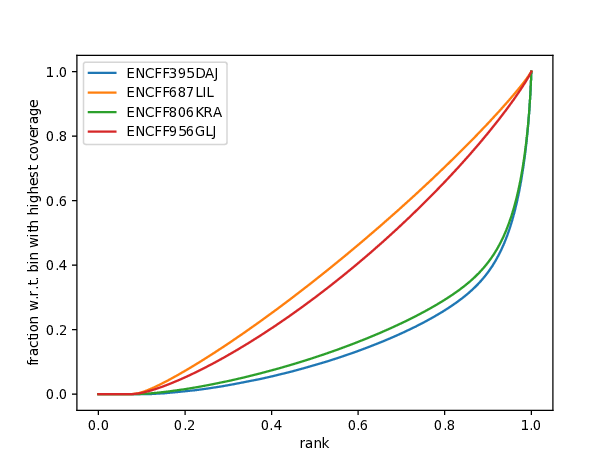 ENCFF395DAJ
ENCFF687LIL
ENCFF806KRA
ENCFF956GLJ
fraction w.r.t. bin with highest coverage
1.0
0.8
0.6
0.4
0.2
0.0
0.0 0.2 0.4 0.6 0.8 1.0
rank